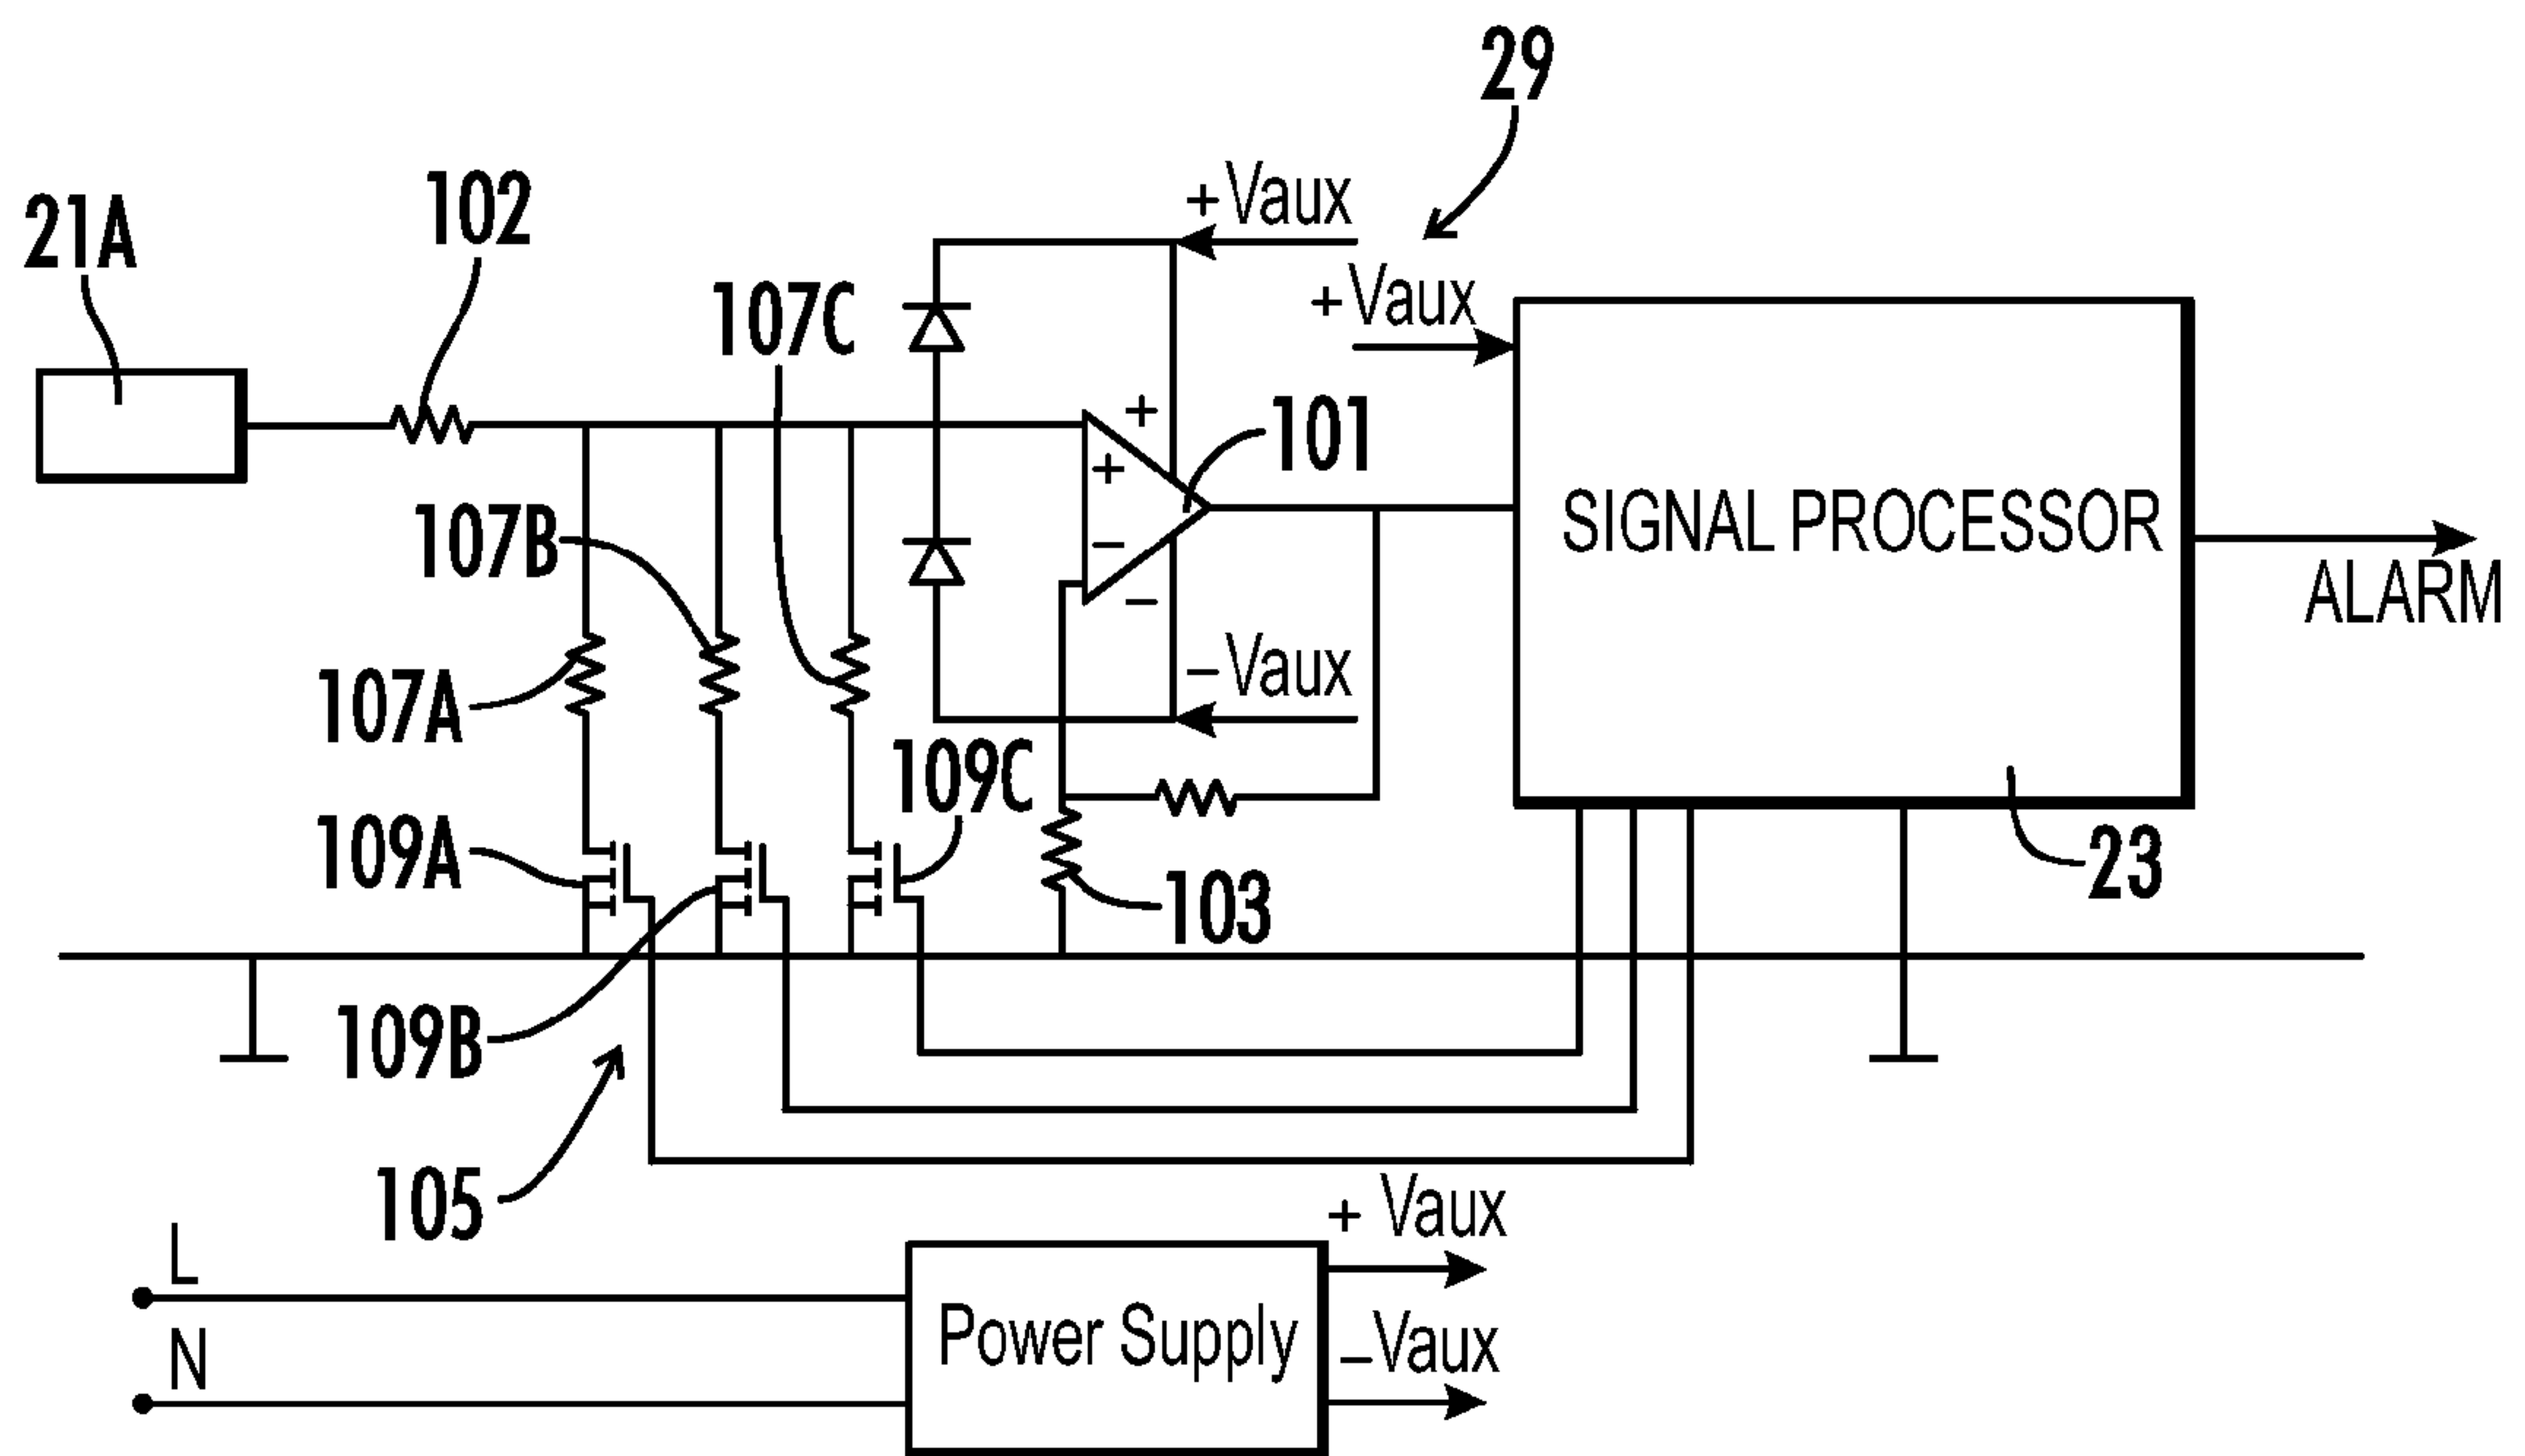 29
+Vaux
102
21A
+Vaux
107C
+
101
+
SIGNAL PROCESSOR
107B
–
ALARM
–
–Vaux
107A
109C
109A
23
103
109B
105
+ Vaux
L
Power Supply
–Vaux
N